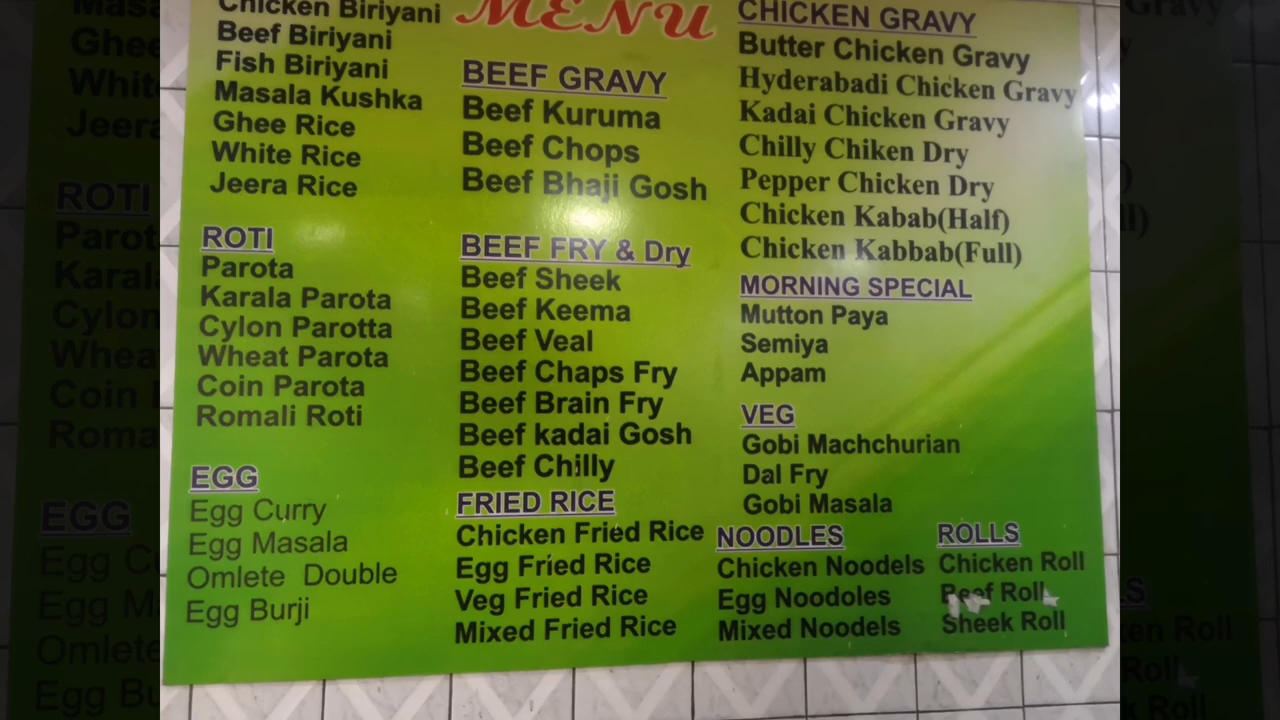 Chicken Biriyani
Beef Biriyani
Fish Biriyani
Masala Kushka
Ghee Rice
White Rice
Jeera Rice
ROTI
Parota
Karala Parota
Cylon Parotta
Wheat Parota
Coin Parota
Romali Roti
EGG
Egg Curry
Egg Masala
Omlete Double
Egg Burji
MENU
BEEF GRAVY
Beef Kuruma
Beef Chops
Beef Bhaji Gosh
BEEF FRY & Dry
Beef Sheek
Beef Keema
Beef Veal
Beef Chaps Fry
Beef Brain Fry
Beef kadai Gosh
Beef Chilly
FRIED RICE
Chicken Fried Rice
Egg Fried Rice
Veg Fried Rice
Mixed Fried Rice
CHICKEN GRAVY
Butter Chicken Gravy
Hyderabadi Chicken Gravy
Kadai Chicken Gravy
Chilly Chiken Dry
Pepper Chicken Dry
Chicken Kabab(Half)
Chicken Kabbab(Full)
MORNING SPECIAL
Mutton Paya
Semiya
Appam
VEG
Gobi Machchurian
Dal Fry
Gobi Masala
NOODLES
Chicken Noodels
Egg Noodoles
Mixed Noodels
ROLLS
Chicken Roll
Beef Roll
Sheek Roll